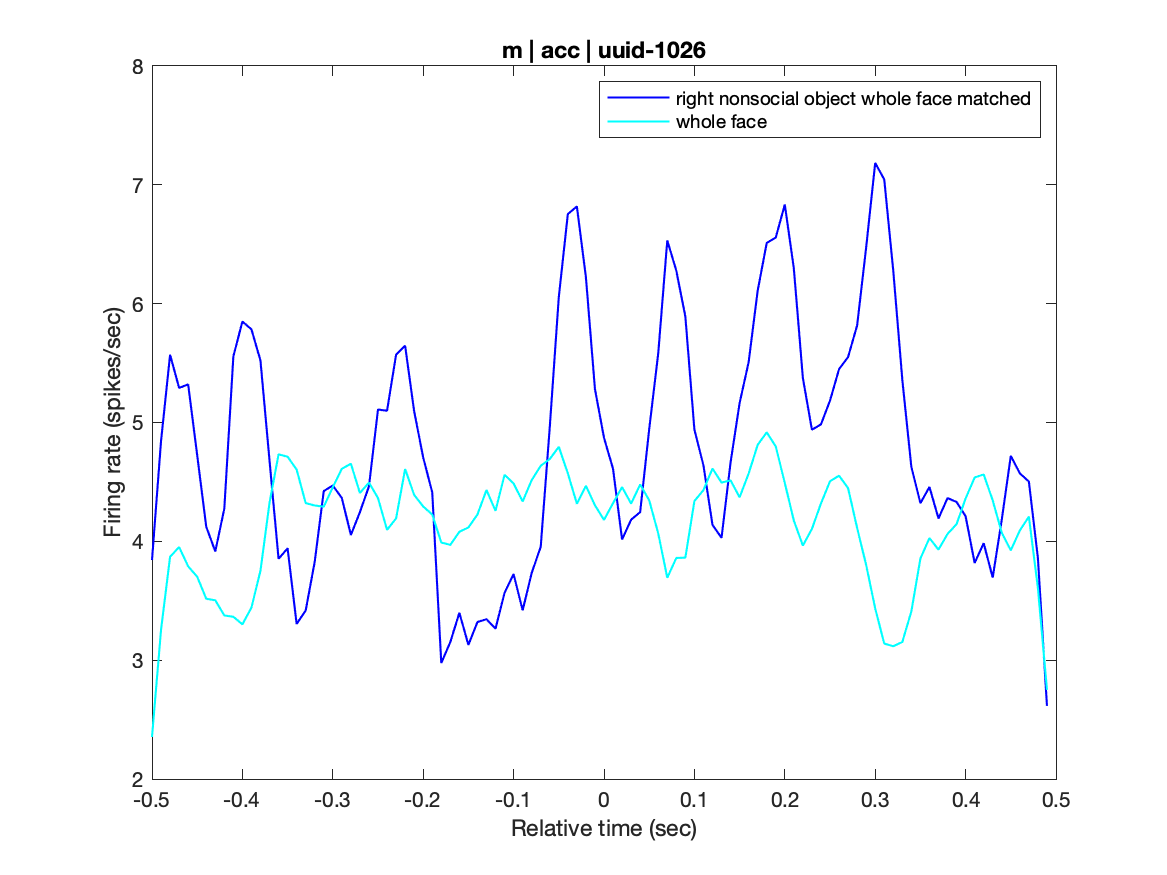 m | acc | uuid-1026
right nonsocial object whole face matched
whole face
Firing rate (spikes/sec)
8
7
6
5
4
3
2
-0.5 -0.4 -0.3 -0.2 -0.1 0 0.1 0.2 0.3 0.4 0.5
Relative time (sec)